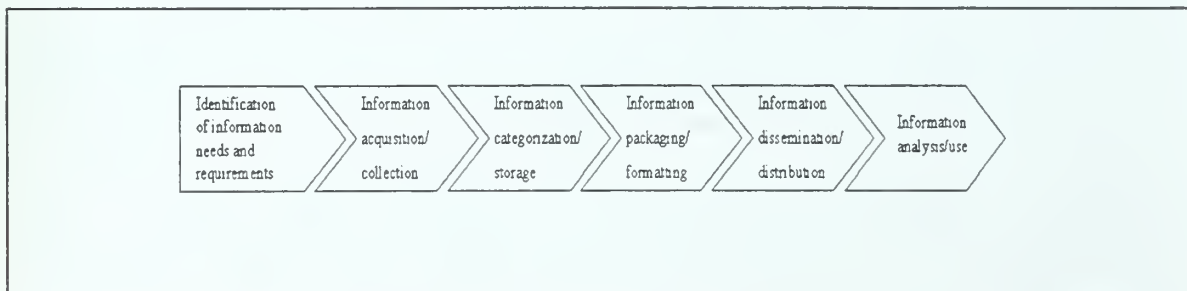 Identification
of information
needs and
requirements
Information
acquisition/
collection
Information
categorization/
storage
Information
packaging/
formatting
Information
dissemination/
distribution
Information
analysis/use